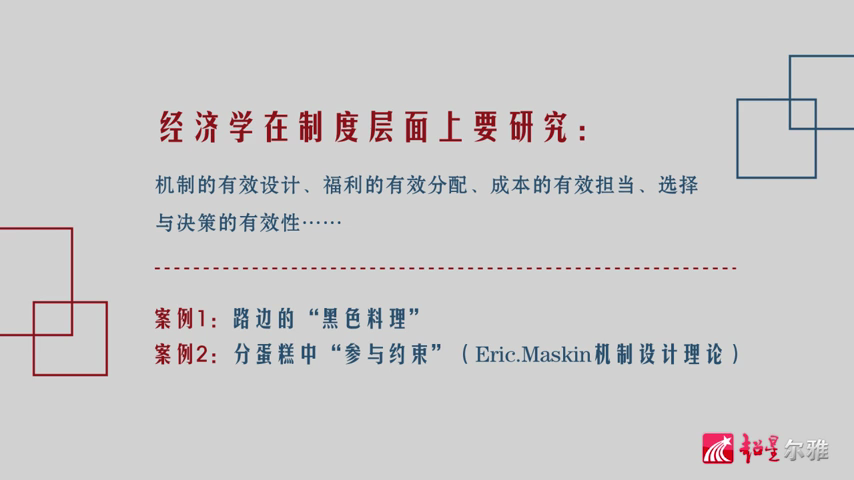 经济学在制度层面上要研究：
机制的有效设计、福利的有效分配、成本的有效担当、选择
与决策的有效性……
案例1：路边的“黑色料理”
案例2：分蛋糕中“参与约束”（Eric.Maskin机制设计理论）
超星尔雅